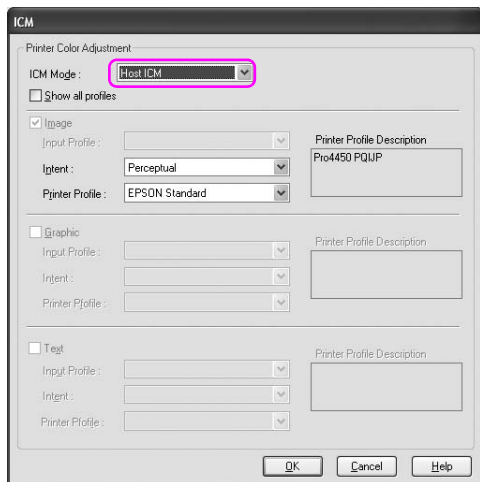 ICM
Printer Color Adjustment
ICM Mode : Host ICM
Show all profiles
Image
Input Profile :
Printer Profile Description
Pro4450 PQIJP
Intent : Perceptual
Printer Profile : EPSON Standard
Graphic
Input Profile :
Printer Profile Description
Intent :
Printer Profile :
Text
Input Profile :
Printer Profile Description
Intent :
Printer Profile :
OK Cancel Help